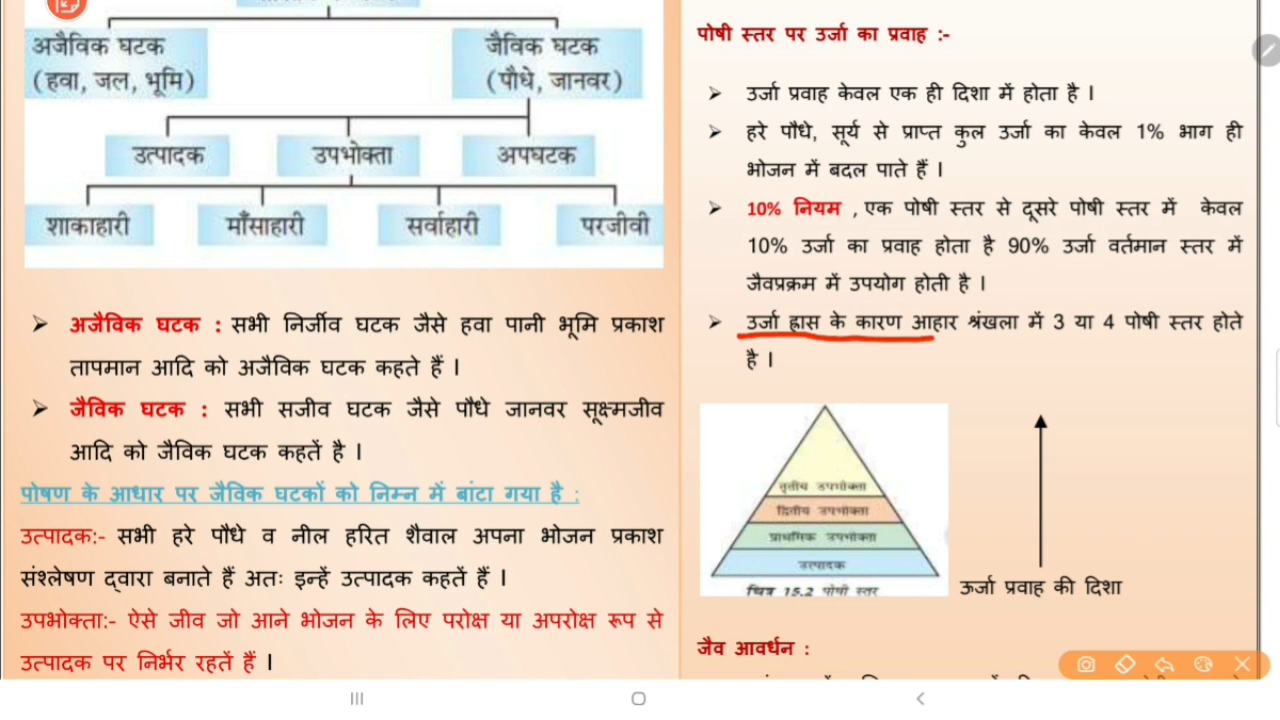 अजैविक घटक
(हवा, जल, भूमि)
जैविक घटक
(पौधे, जानवर)
उत्पादक
उपभोक्ता
अपघटक
शाकाहारी
माँसाहारी
सर्वाहारी
परजीवी
अजैविक घटक : सभी निर्जीव घटक जैसे हवा पानी भूमि प्रकाश
तापमान आदि को अजैविक घटक कहते हैं ।
जैविक घटक : सभी सजीव घटक जैसे पौधे जानवर सूक्ष्मजीव
आदि को जैविक घटक कहतें है ।
पोषण के आधार पर जैविक घटकों को निम्न में बांटा गया है :
उत्पादक:- सभी हरे पौधे व नील हरित शैवाल अपना भोजन प्रकाश
संश्लेषण द्वारा बनाते हैं अतः इन्हें उत्पादक कहतें हैं ।
उपभोक्ता:- ऐसे जीव जो आने भोजन के लिए परोक्ष या अपरोक्ष रूप से
उत्पादक पर निर्भर रहतें हैं ।
पोषी स्तर पर उर्जा का प्रवाह :-
उर्जा प्रवाह केवल एक ही दिशा में होता है ।
हरे पौधे, सूर्य से प्राप्त कुल उर्जा का केवल 1% भाग ही
भोजन में बदल पाते हैं ।
10% नियम , एक पोषी स्तर से दूसरे पोषी स्तर में केवल
10% उर्जा का प्रवाह होता है 90% उर्जा वर्तमान स्तर में
जैवप्रक्रम में उपयोग होती है ।
उर्जा ह्रास के कारण आहार श्रंखला में 3 या 4 पोषी स्तर होते
है ।
तृतीय उपभोक्ता
द्वितीय उपभोक्ता
प्राथमिक उपभोक्ता
उत्पादक
चित्र 15.2 पोषी स्तर
ऊर्जा प्रवाह की दिशा
जैव आवर्धन :